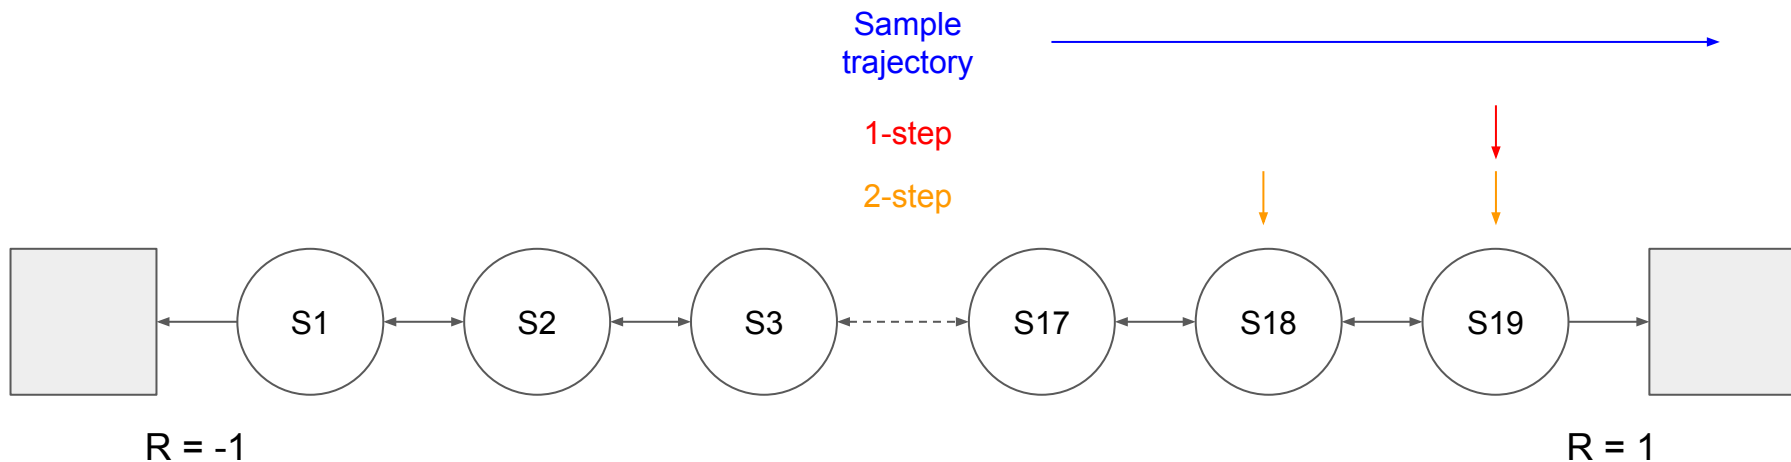 Sample
trajectory
1-step
2-step
S1
S2
S3
S17
S18
S19
R = -1
R = 1